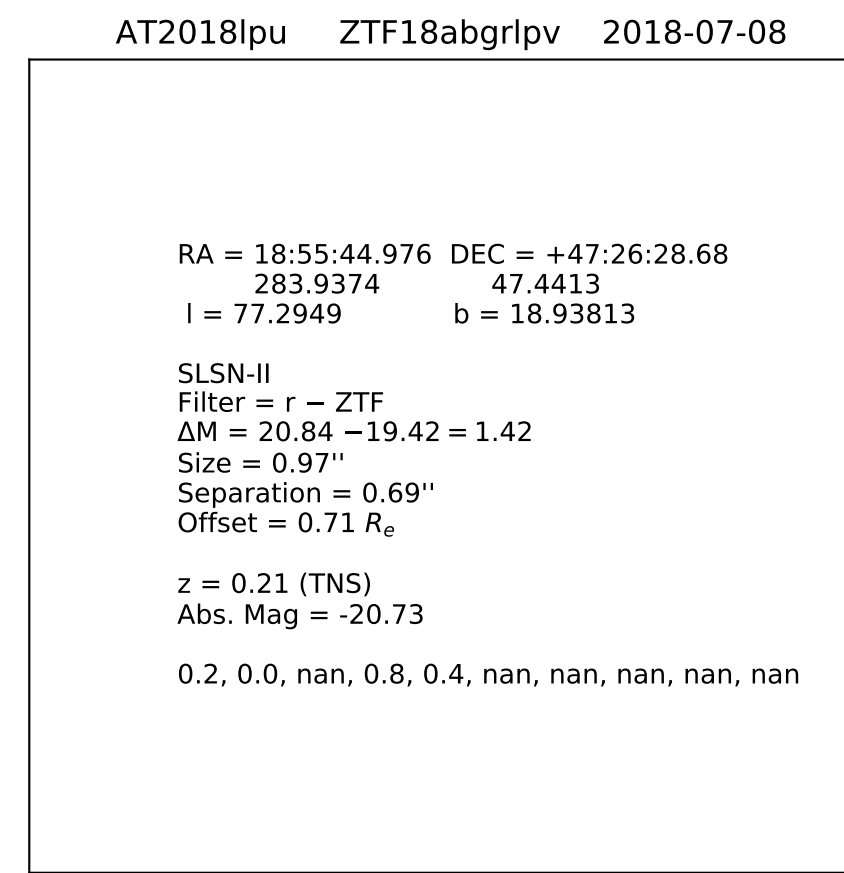 AT2018lpu ZTF18abgrlpv 2018-07-08
RA = 18:55:44.976 DEC = +47:26:28.68
283.9374 47.4413
l = 77.2949 b = 18.93813
SLSN-II
Filter = r − ZTF
ΔM = 20.84 −19.42 = 1.42
Size = 0.97''
Separation = 0.69''
Offset = 0.71 Re
z = 0.21 (TNS)
Abs. Mag = -20.73
0.2, 0.0, nan, 0.8, 0.4, nan, nan, nan, nan, nan